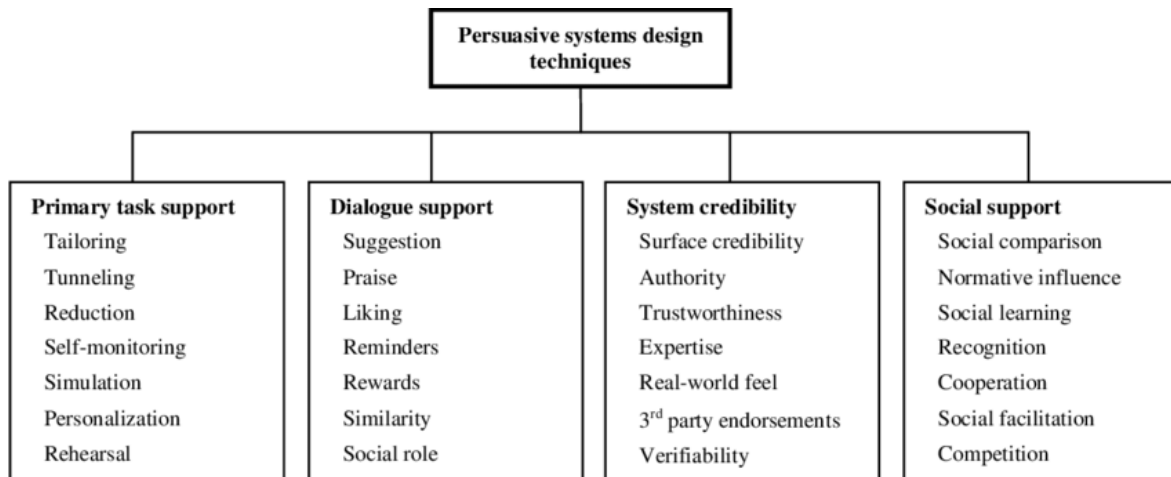 Persuasive systems design
techniques
Primary task support
Tailoring
Tunneling
Reduction
Self-monitoring
Simulation
Personalization
Rehearsal
Dialogue support
Suggestion
Praise
Liking
Reminders
Rewards
Similarity
Social role
System credibility
Surface credibility
Authority
Trustworthiness
Expertise
Real-world feel
3rd party endorsements
Verifiability
Social support
Social comparison
Normative influence
Social learning
Recognition
Cooperation
Social facilitation
Competition